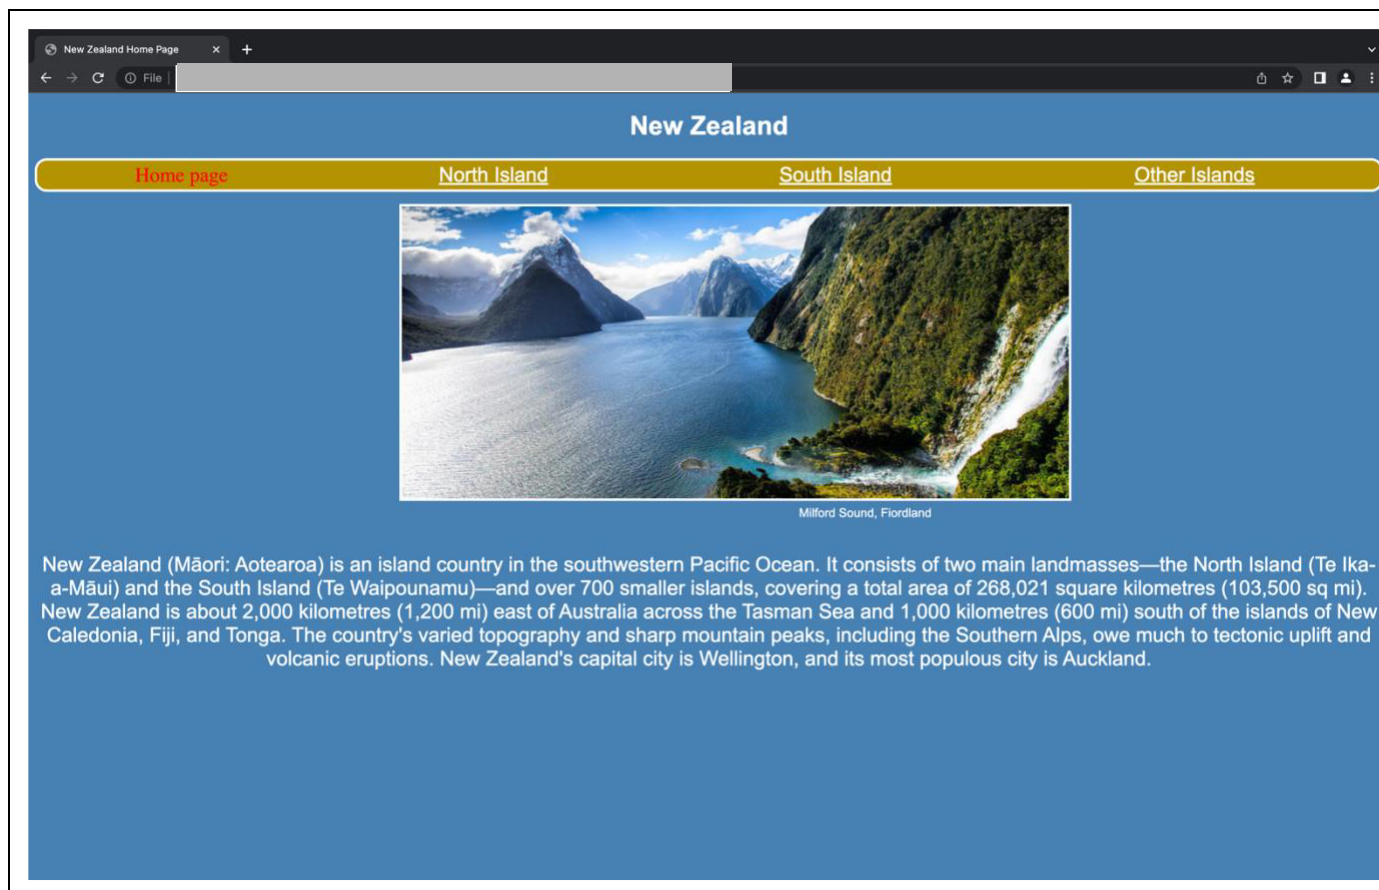 New Zealand Home Page
File
New Zealand
Home page North Island South Island Other Islands
Milford Sound, Fiordland
New Zealand (Māori: Aotearoa) is an island country in the southwestern Pacific Ocean. It consists of two main landmasses—the North Island (Te Ika-
a-Māui) and the South Island (Te Waipounamu)—and over 700 smaller islands, covering a total area of 268,021 square kilometres (103,500 sq mi).
New Zealand is about 2,000 kilometres (1,200 mi) east of Australia across the Tasman Sea and 1,000 kilometres (600 mi) south of the islands of New
Caledonia, Fiji, and Tonga. The country's varied topography and sharp mountain peaks, including the Southern Alps, owe much to tectonic uplift and
volcanic eruptions. New Zealand's capital city is Wellington, and its most populous city is Auckland.